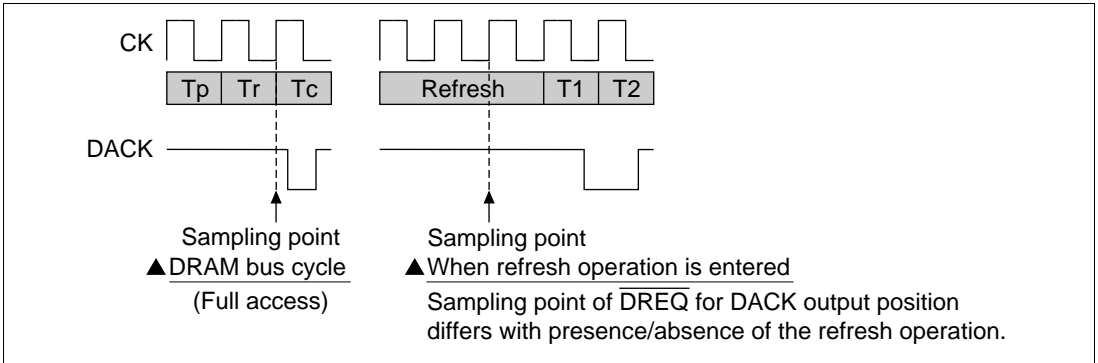 CK
Tp Tr Tc Refresh T1 T2
DACK
Sampling point
▲DRAM bus cycle
(Full access)
Sampling point
▲When refresh operation is entered
Sampling point of D̅R̅E̅Q̅ for DACK output position
differs with presence/absence of the refresh operation.